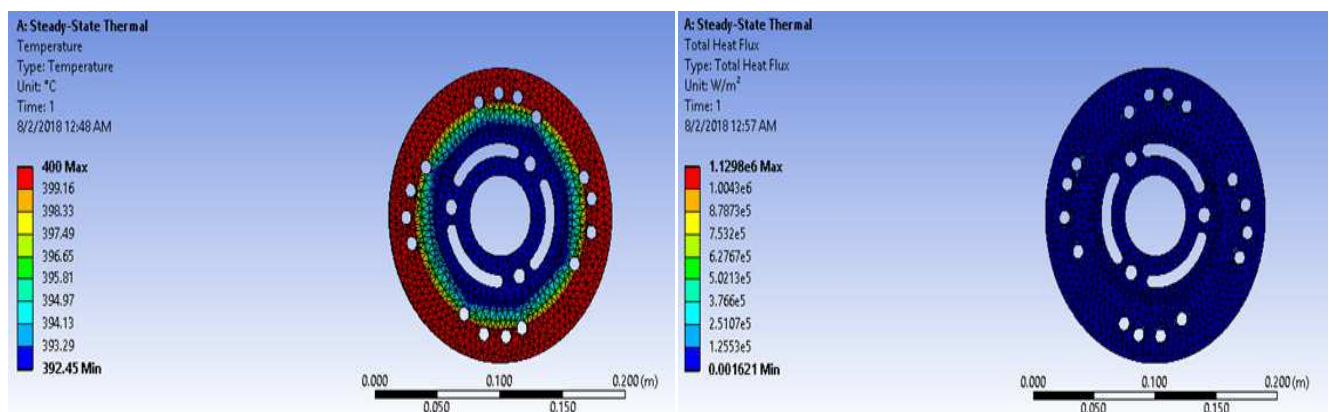 A: Steady-State Thermal
Temperature
Type: Temperature
Unit: °C
Time: 1
8/2/2018 12:48 AM
400 Max
399.16
398.33
397.49
396.65
395.81
394.97
394.13
393.29
392.45 Min
0.000 0.100 0.200 (m)
0.050 0.150
A: Steady-State Thermal
Total Heat Flux
Type: Total Heat Flux
Unit: W/m²
Time: 1
8/2/2018 12:57 AM
1.1298e6 Max
1.0043e6
8.7873e5
7.532e5
6.2767e5
5.0213e5
3.766e5
2.5107e5
1.2553e5
0.001621 Min
0.000 0.100 0.200 (m)
0.050 0.150